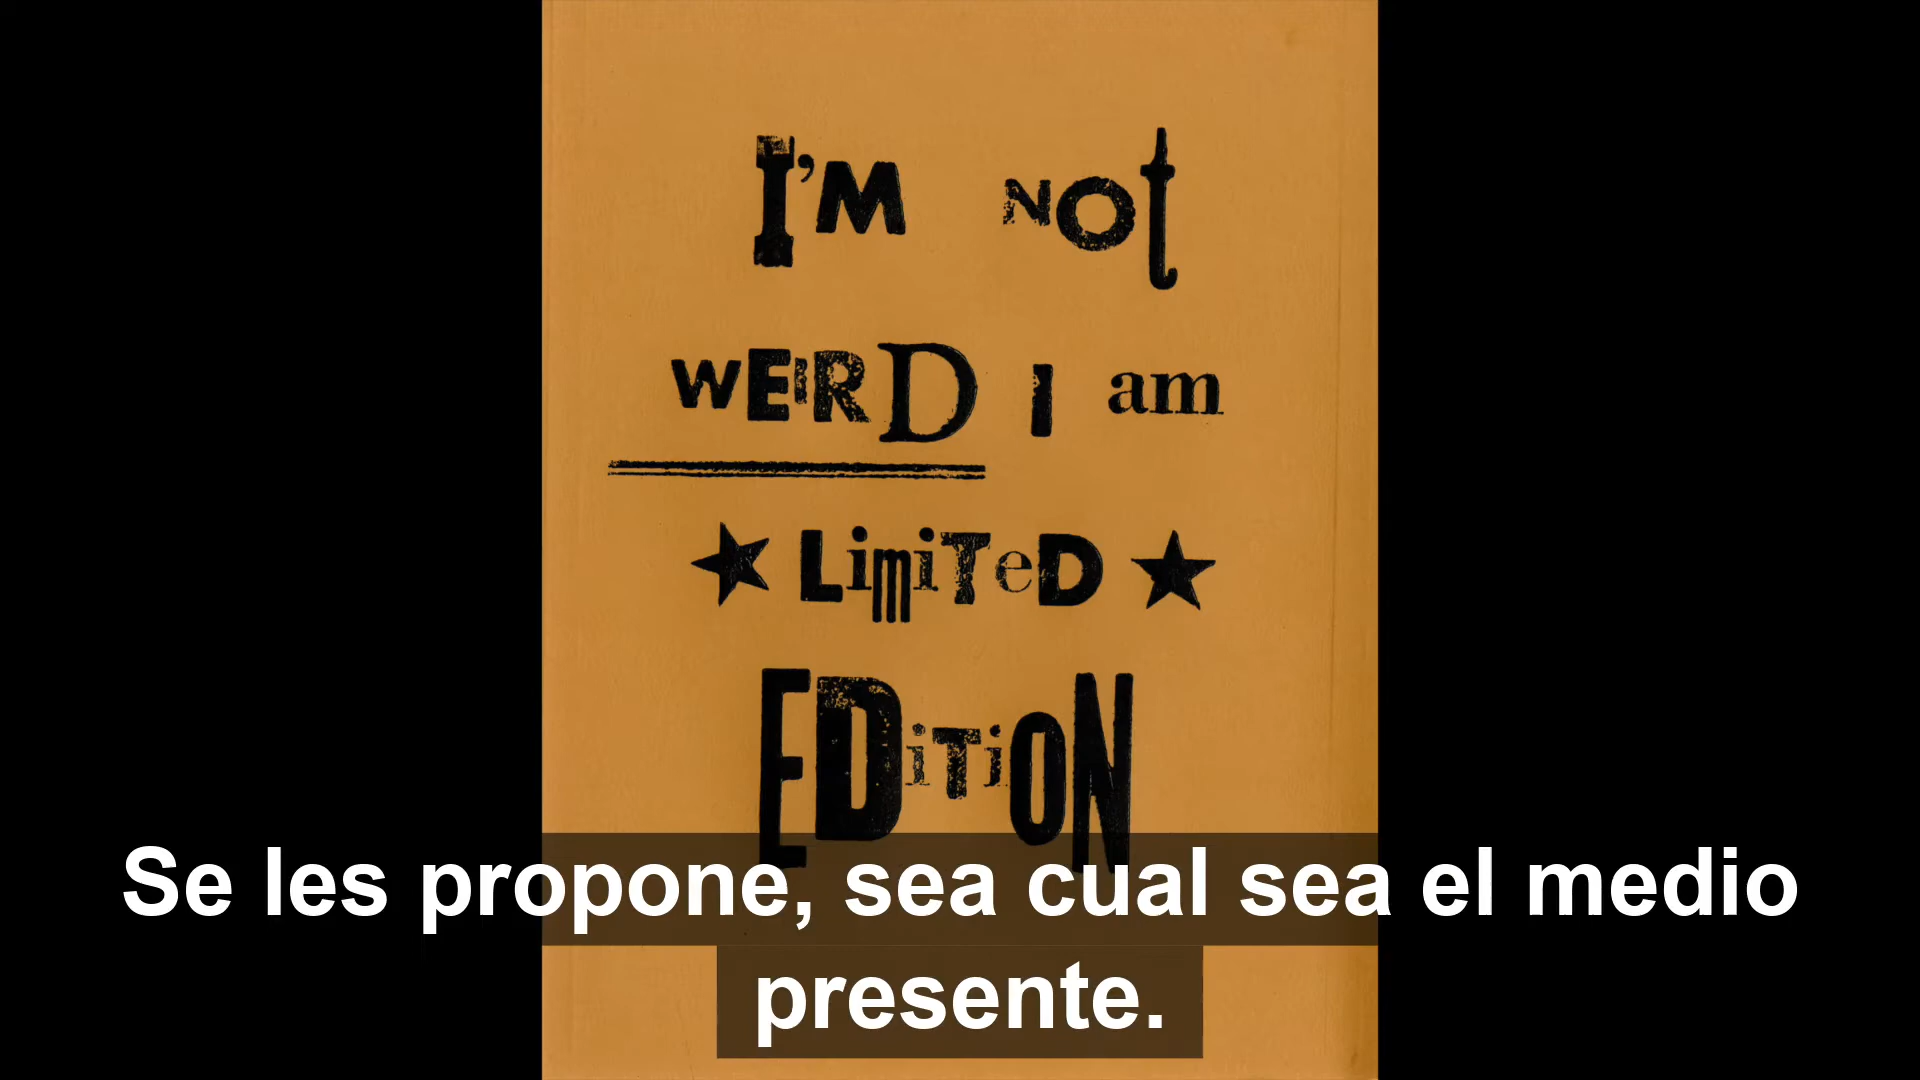 I'M NOT
WEIRD I am
LimiTeD
EDiTiON
Se les propone, sea cual sea el medio
presente.